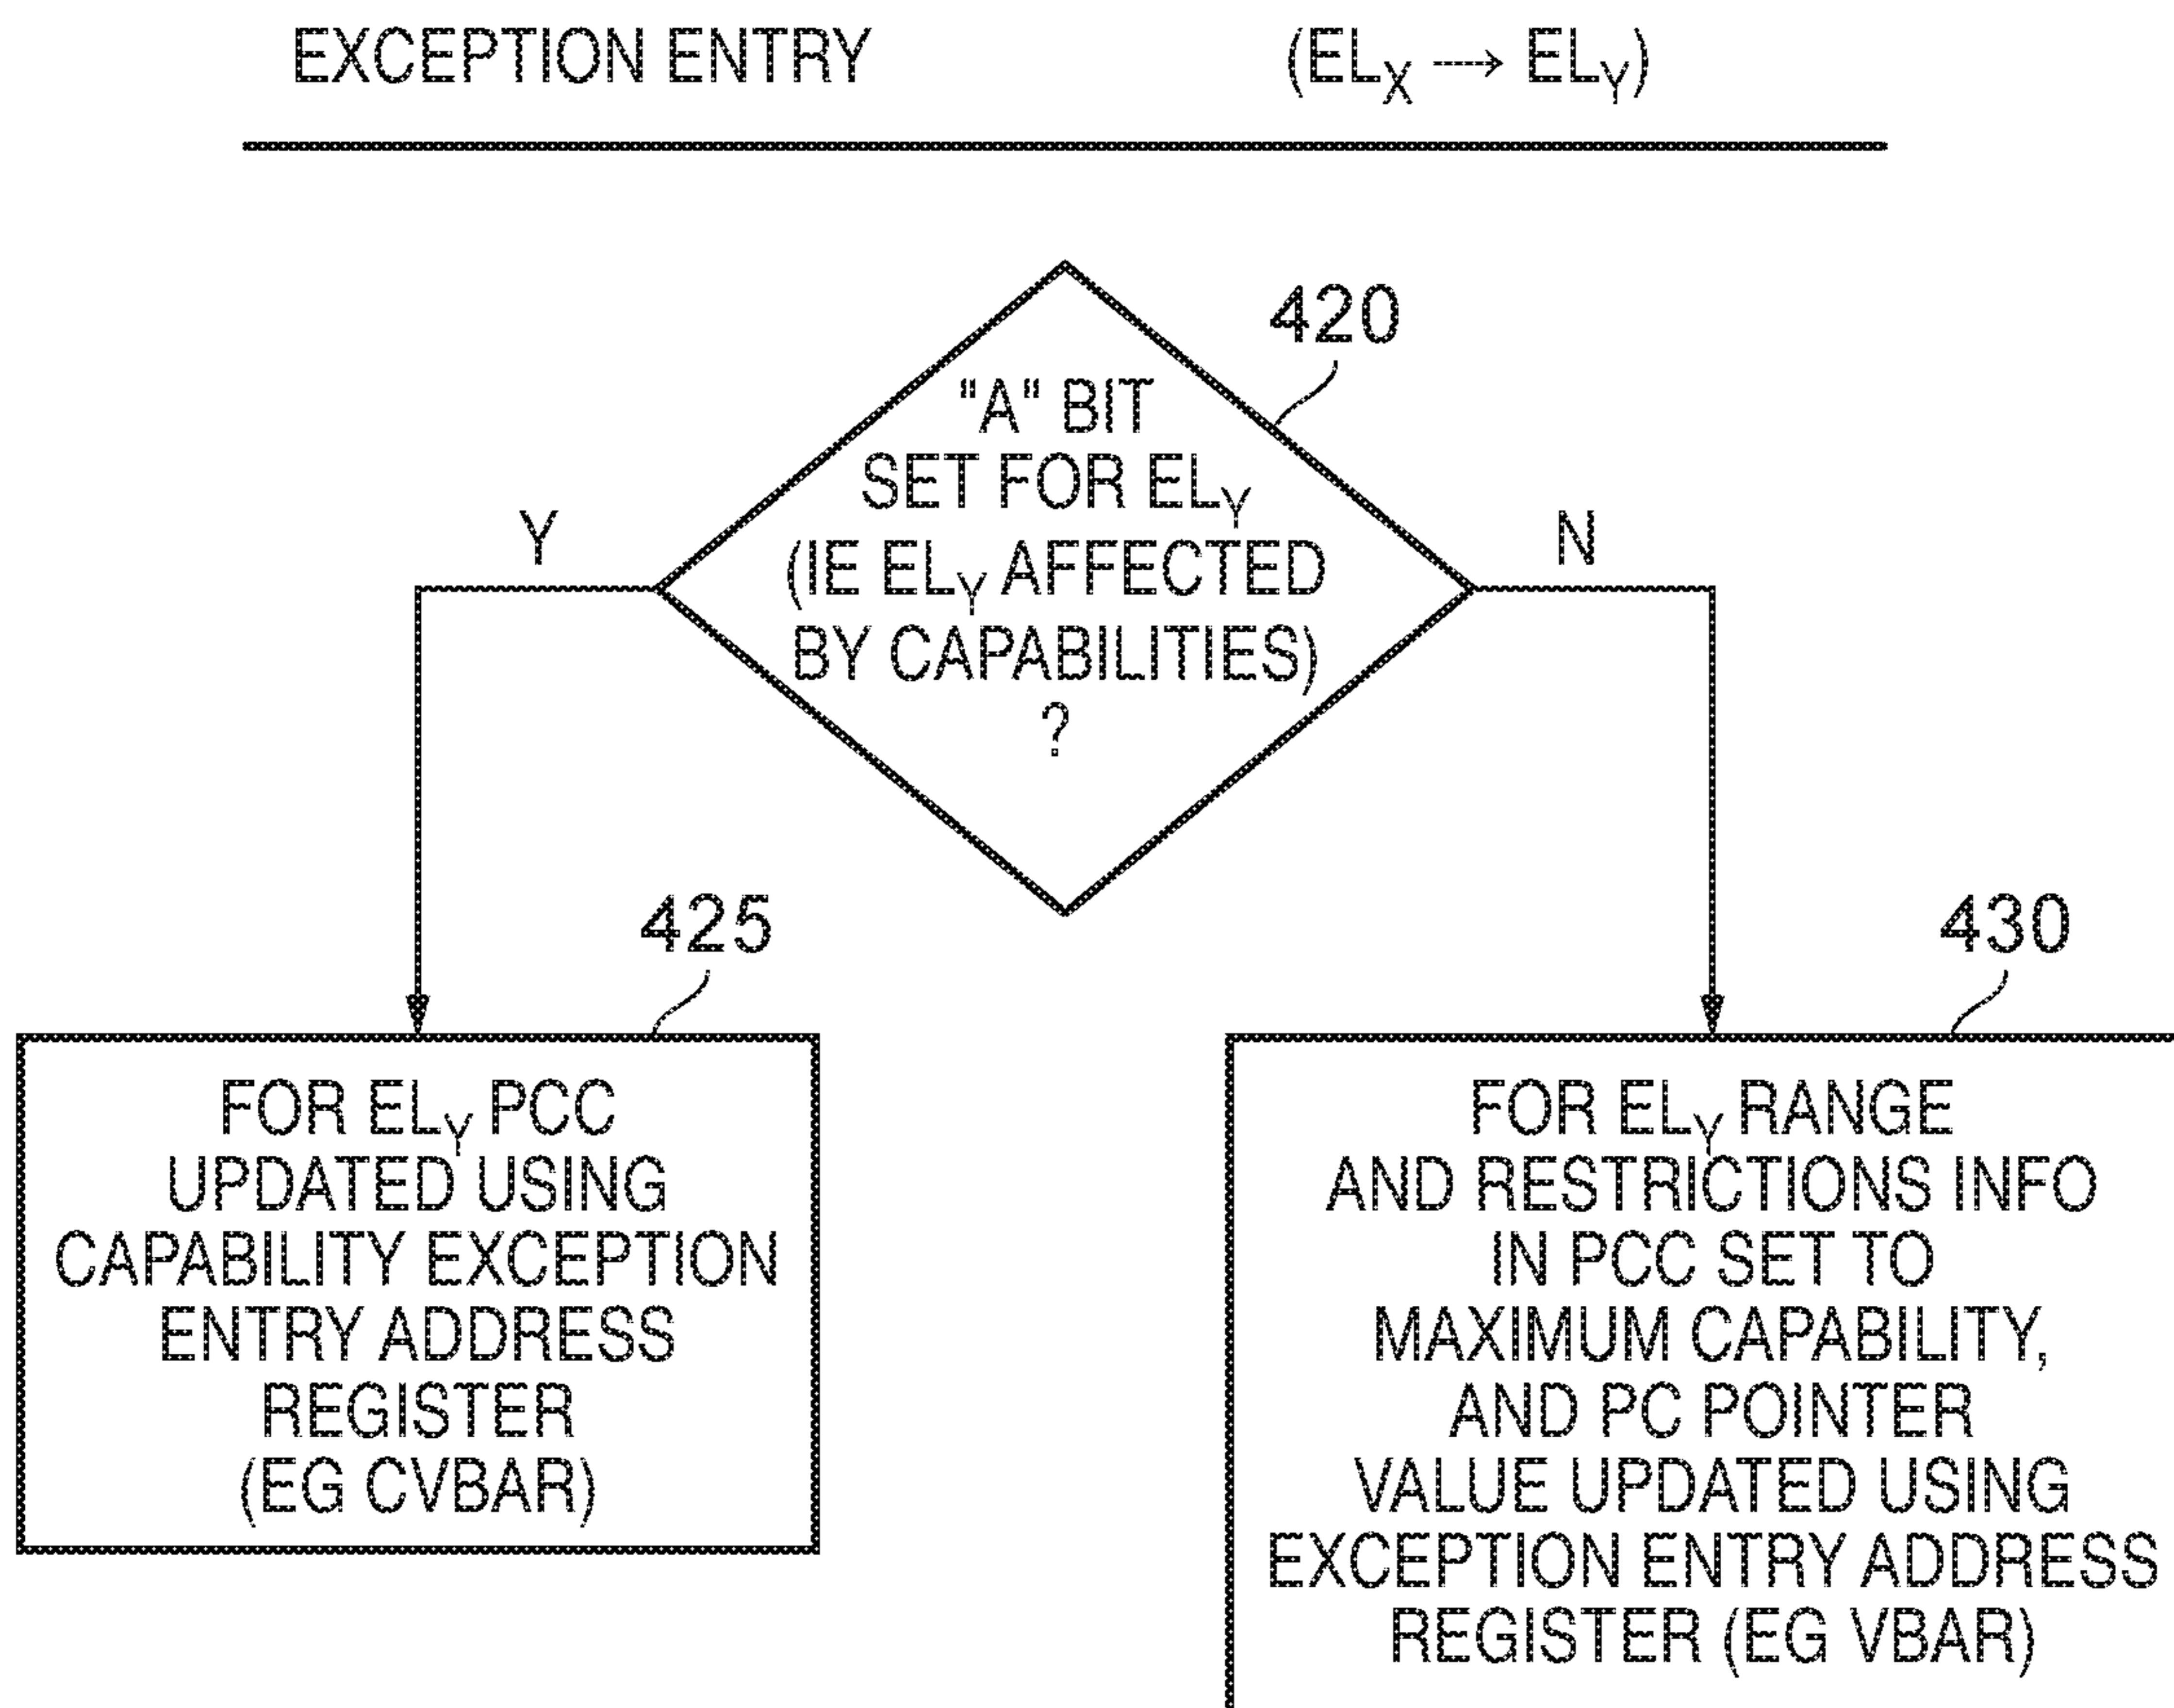 EXCEPTION ENTRY (ELX → ELY)
420
"A" BIT
SET FOR ELY
(IE ELY AFFECTED
BY CAPABILITIES)
?
Y
N
425
FOR ELY PCC
UPDATED USING
CAPABILITY EXCEPTION
ENTRY ADDRESS
REGISTER
(EG CVBAR)
430
FOR ELY RANGE
AND RESTRICTIONS INFO
IN PCC SET TO
MAXIMUM CAPABILITY,
AND PC POINTER
VALUE UPDATED USING
EXCEPTION ENTRY ADDRESS
REGISTER (EG VBAR)